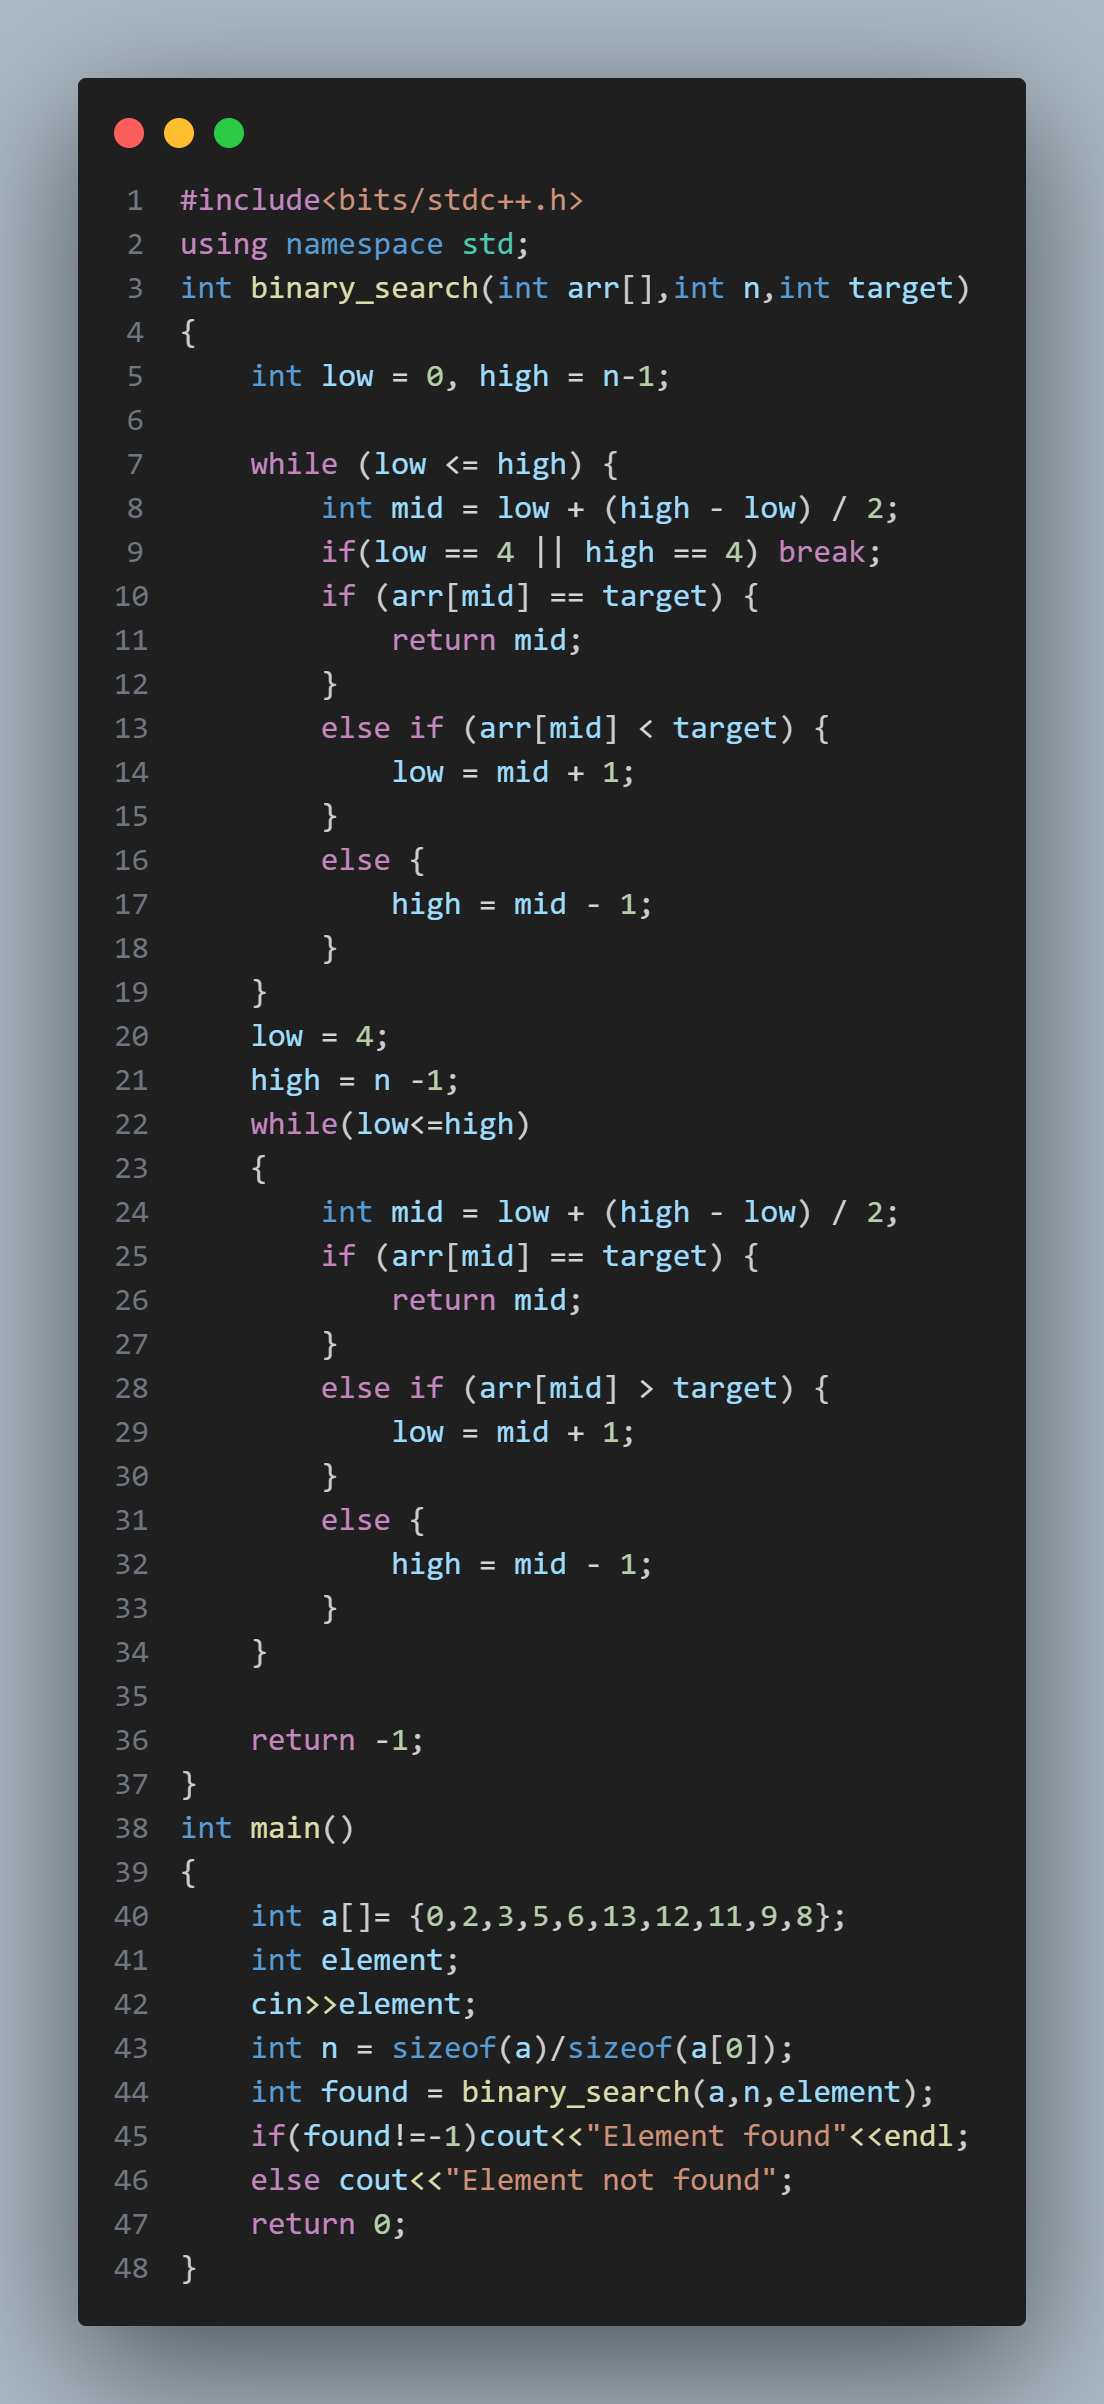 1 #include<bits/stdc++.h>
2 using namespace std;
3 int binary_search(int arr[],int n,int target)
4 {
5     int low = 0, high = n-1;
6
7     while (low <= high) {
8         int mid = low + (high - low) / 2;
9         if(low == 4 || high == 4) break;
10         if (arr[mid] == target) {
11             return mid;
12         }
13         else if (arr[mid] < target) {
14             low = mid + 1;
15         }
16         else {
17             high = mid - 1;
18         }
19     }
20     low = 4;
21     high = n -1;
22     while(low<=high)
23     {
24         int mid = low + (high - low) / 2;
25         if (arr[mid] == target) {
26             return mid;
27         }
28         else if (arr[mid] > target) {
29             low = mid + 1;
30         }
31         else {
32             high = mid - 1;
33         }
34     }
35
36     return -1;
37 }
38 int main()
39 {
40     int a[]= {0,2,3,5,6,13,12,11,9,8};
41     int element;
42     cin>>element;
43     int n = sizeof(a)/sizeof(a[0]);
44     int found = binary_search(a,n,element);
45     if(found!=-1)cout<<"Element found"<<endl;
46     else cout<<"Element not found";
47     return 0;
48 }